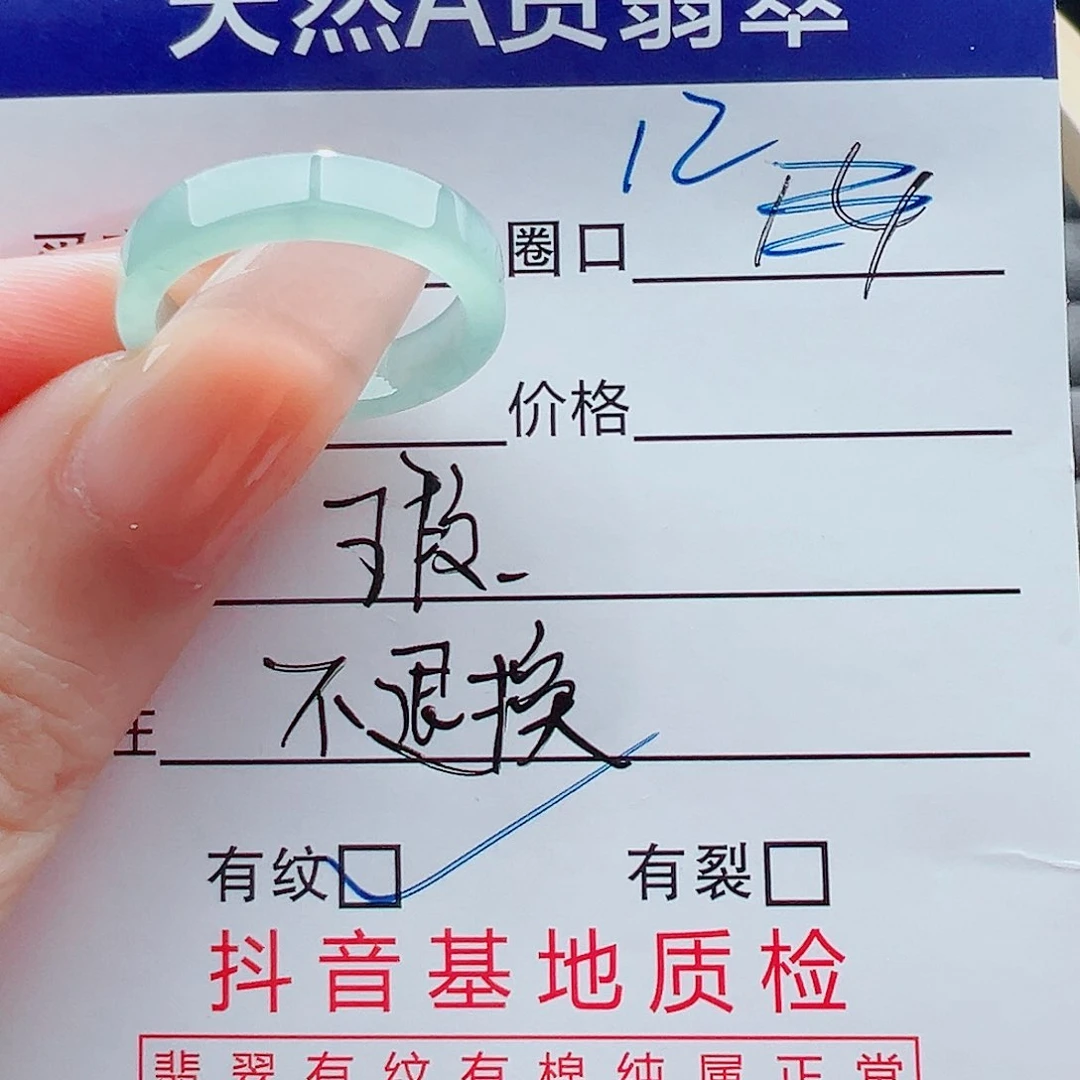 天然A货翡翠
圈口 12
价格
瑕
不退换
注
有纹 有裂
抖音基地质检
翡翠有纹有棉纯属正常